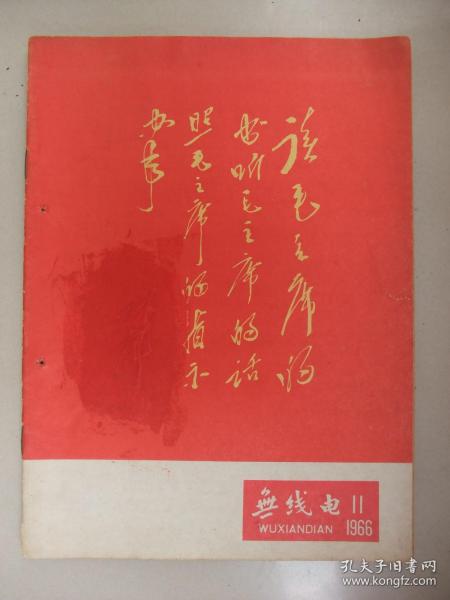 读毛主席的
书听毛主席的话
照毛主席的指示
办事
無线电 11
WUXIANDIAN 1966
孔夫子旧书网
www.kongfz.com